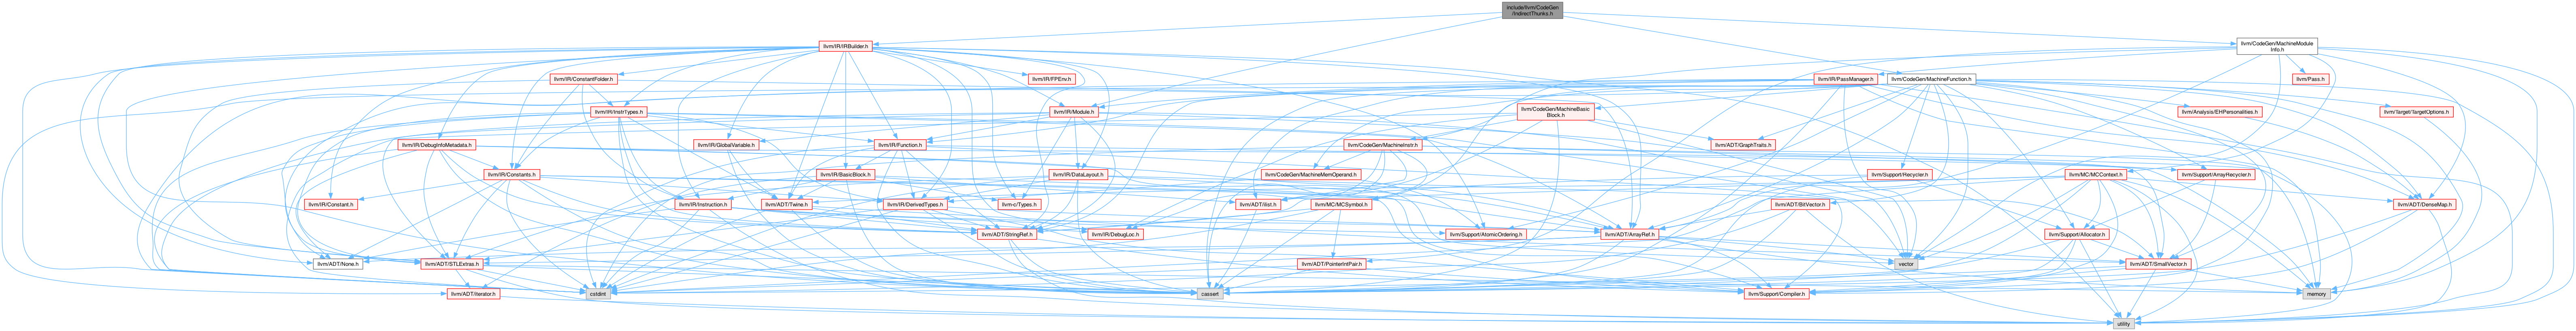 include/llvm/CodeGen
/IndirectThunks.h
llvm/IR/IRBuilder.h
llvm/CodeGen/MachineModule
Info.h
llvm/IR/ConstantFolder.h
llvm/IR/FPEnv.h
llvm/IR/PassManager.h
llvm/CodeGen/MachineFunction.h
llvm/Pass.h
llvm/IR/InstrTypes.h
llvm/IR/Module.h
llvm/CodeGen/MachineBasic
Block.h
llvm/Analysis/EHPersonalities.h
llvm/Target/TargetOptions.h
llvm/IR/DebugInfoMetadata.h
llvm/IR/GlobalVariable.h
llvm/IR/Function.h
llvm/CodeGen/MachineInstr.h
llvm/ADT/GraphTraits.h
llvm/IR/Constants.h
llvm/IR/BasicBlock.h
llvm/IR/DataLayout.h
llvm/CodeGen/MachineMemOperand.h
llvm/Support/Recycler.h
llvm/MC/MCContext.h
llvm/Support/ArrayRecycler.h
llvm/IR/Constant.h
llvm/IR/Instruction.h
llvm/ADT/Twine.h
llvm/IR/DerivedTypes.h
llvm-c/Types.h
llvm/ADT/ilist.h
llvm/MC/MCSymbol.h
llvm/ADT/BitVector.h
llvm/ADT/DenseMap.h
llvm/ADT/StringRef.h
llvm/IR/DebugLoc.h
llvm/Support/AtomicOrdering.h
llvm/ADT/ArrayRef.h
llvm/Support/Allocator.h
llvm/ADT/None.h
llvm/ADT/STLExtras.h
llvm/ADT/PointerIntPair.h
vector
llvm/ADT/SmallVector.h
llvm/ADT/iterator.h
cstdint
cassert
llvm/Support/Compiler.h
memory
utility